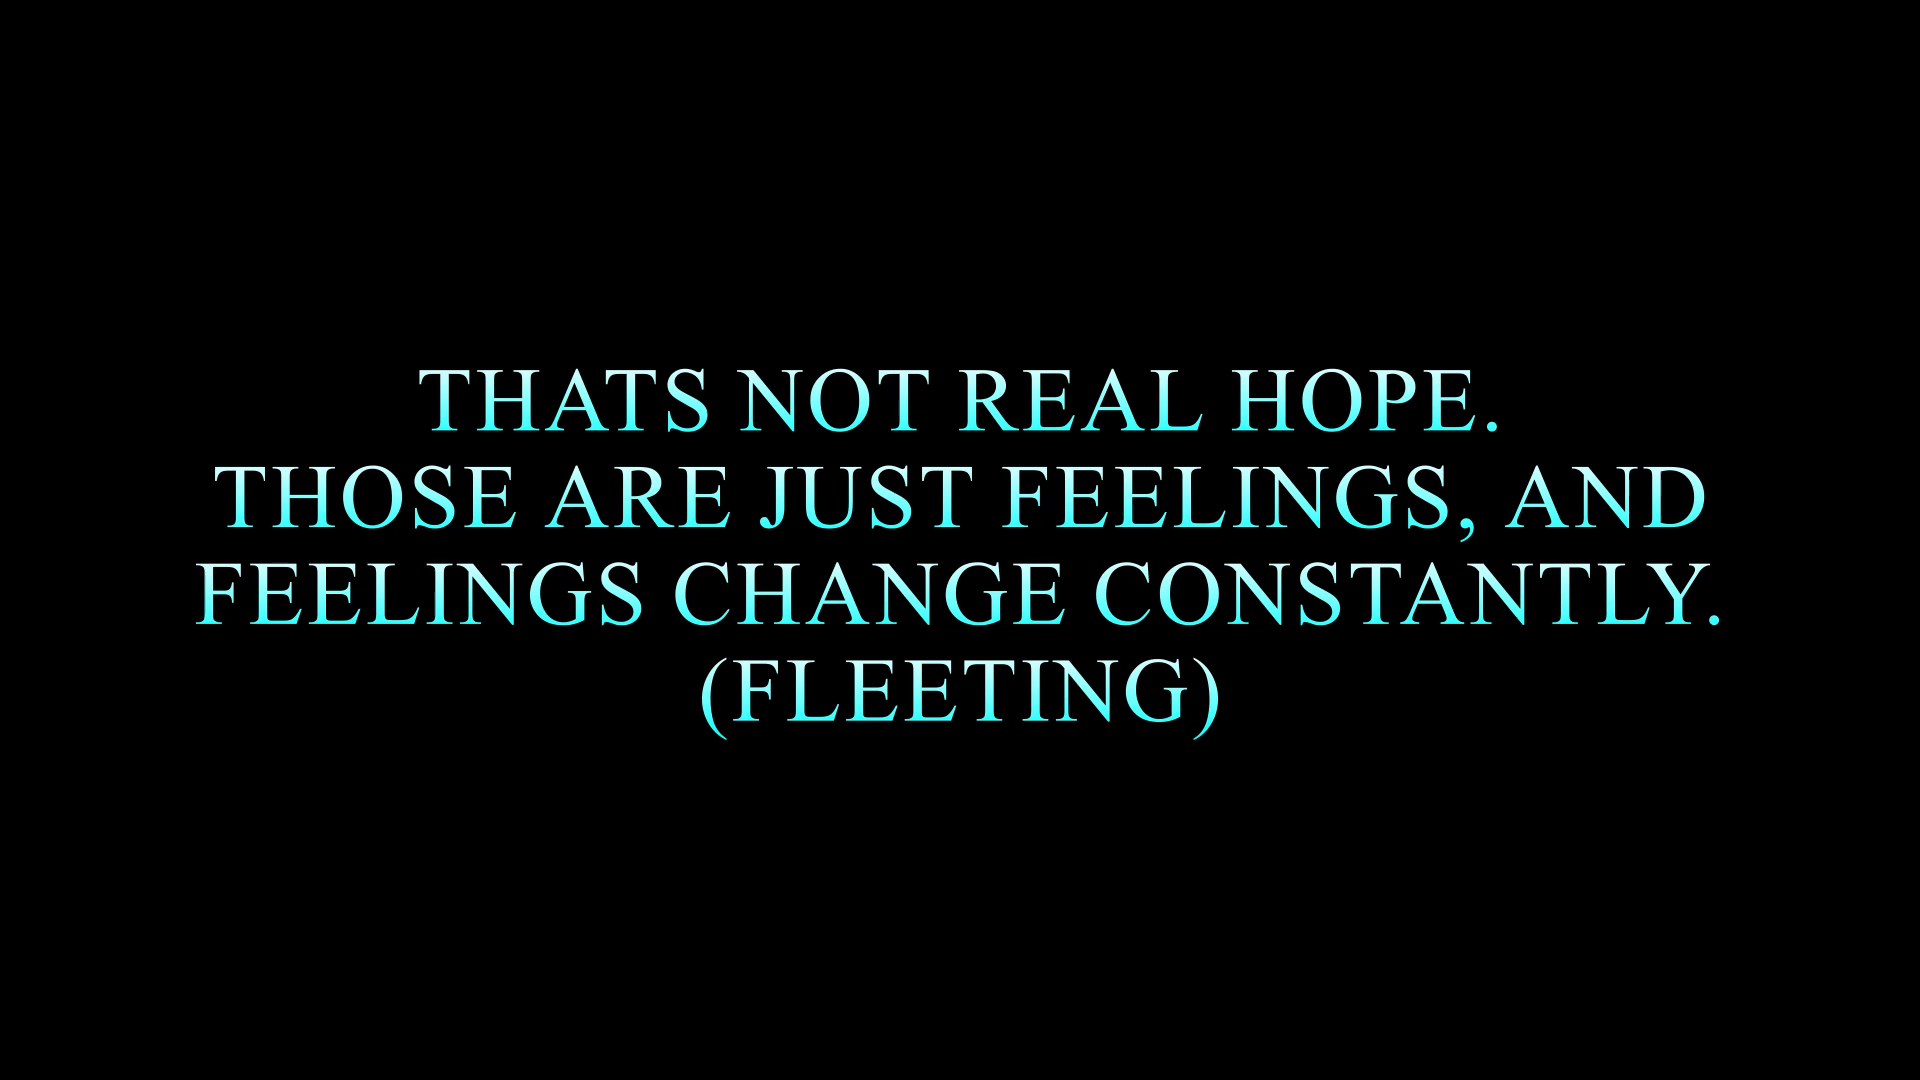 THATS NOT REAL HOPE.
THOSE ARE JUST FEELINGS, AND
FEELINGS CHANGE CONSTANTLY.
(FLEETING)